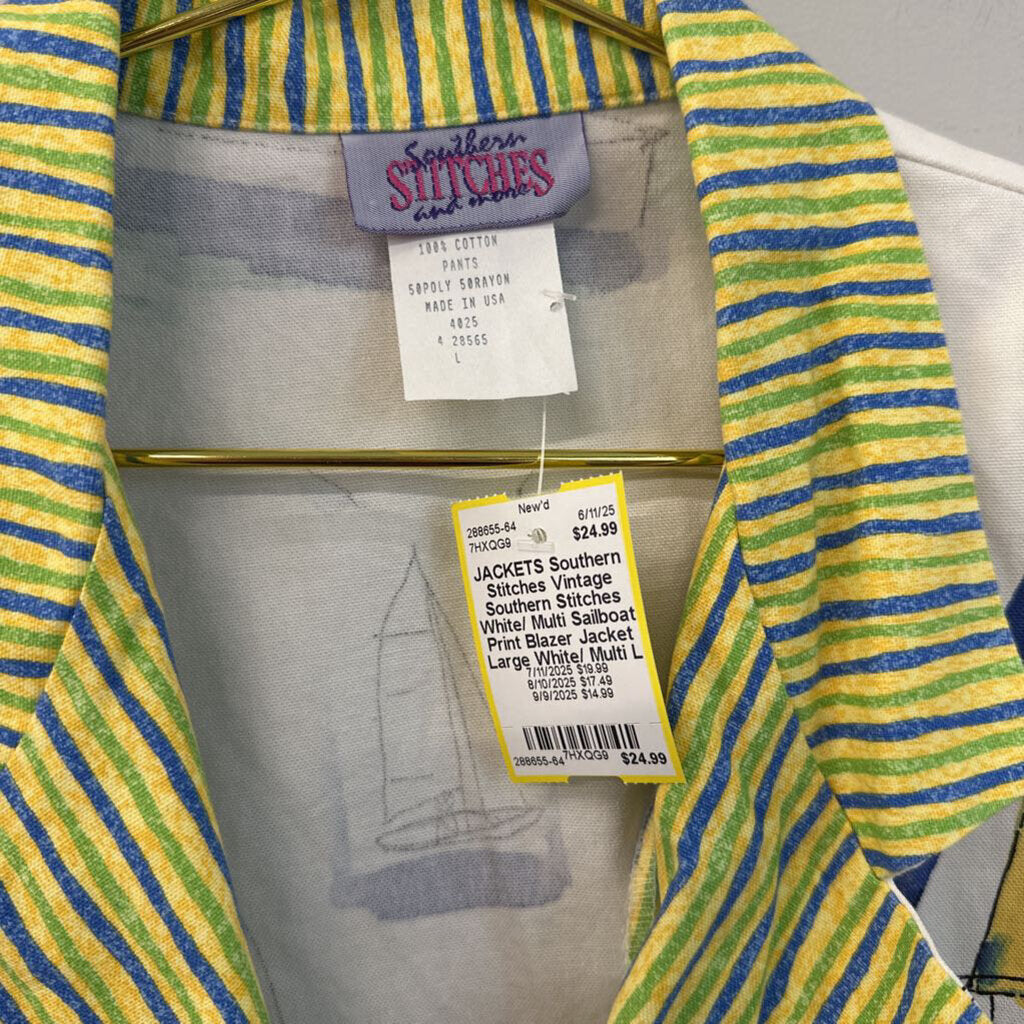 Southern
STITCHES
and more
100% COTTON
PANTS
50POLY 50RAYON
MADE IN USA
4025
4 28565
L
New'd
288655-64 6/11/25
7HXQG9 $24.99
JACKETS Southern
Stitches Vintage
Southern Stitches
White/ Multi Sailboat
Print Blazer Jacket
Large White/ Multi L
7/11/2025 $19.99
8/10/2025 $17.49
9/9/2025 $14.99
288655-64 7HXQG9 $24.99